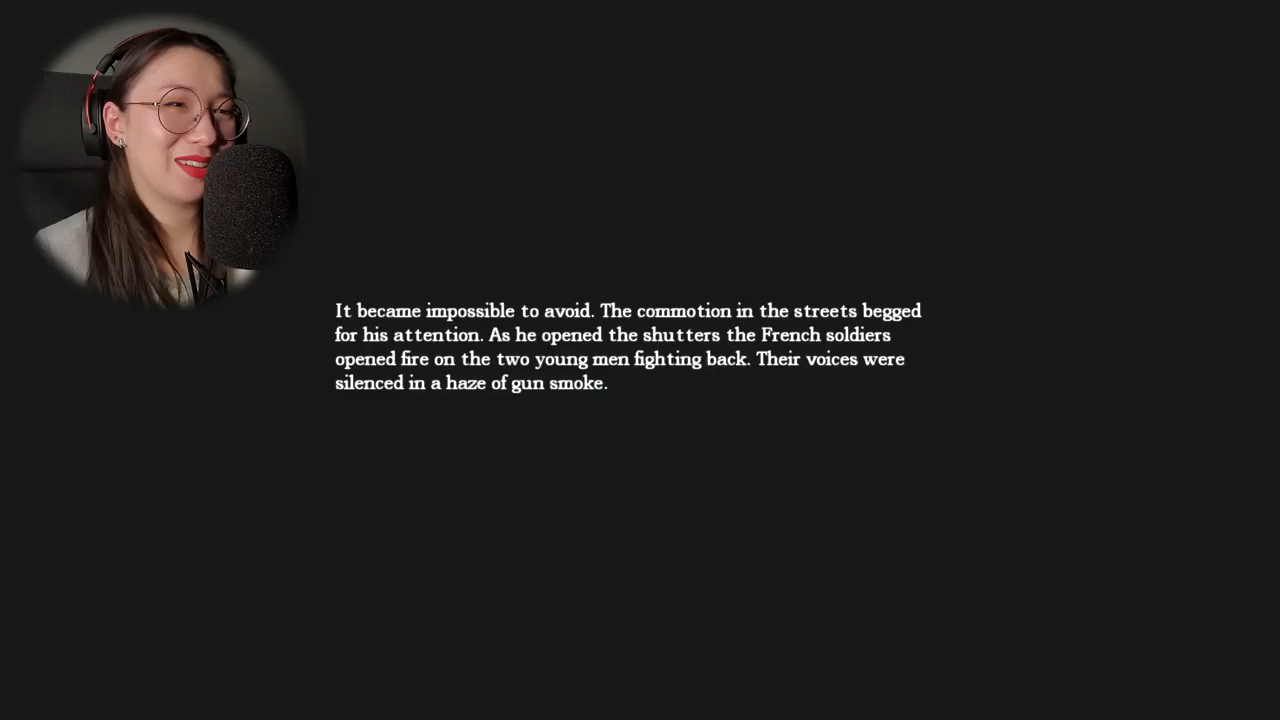 It became impossible to avoid. The commotion in the streets begged
for his attention. As he opened the shutters the French soldiers
opened fire on the two young men fighting back. Their voices were
silenced in a haze of gun smoke.